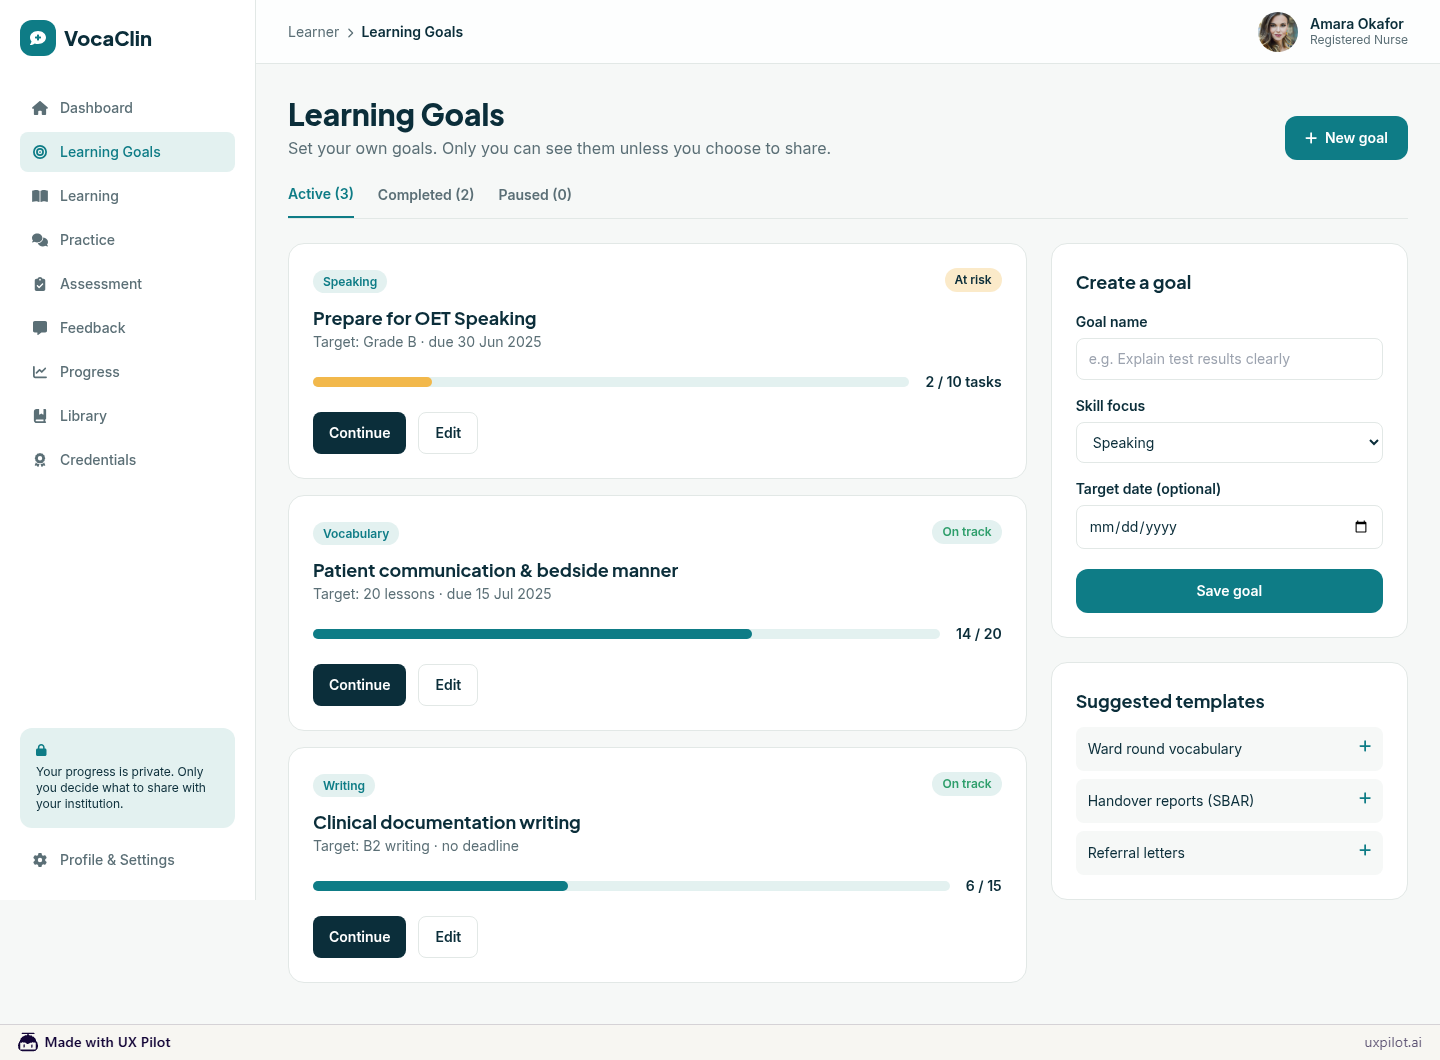 VocaClin
Dashboard
Learning Goals
Learning
Practice
Assessment
Feedback
Progress
Library
Credentials
Your progress is private. Only
you decide what to share with
your institution.
Profile & Settings
Learner > Learning Goals
Amara Okafor
Registered Nurse
Learning Goals
Set your own goals. Only you can see them unless you choose to share.
+ New goal
Active (3) Completed (2) Paused (0)
Speaking
At risk
Prepare for OET Speaking
Target: Grade B · due 30 Jun 2025
2 / 10 tasks
Continue Edit
Vocabulary
On track
Patient communication & bedside manner
Target: 20 lessons · due 15 Jul 2025
14 / 20
Continue Edit
Writing
On track
Clinical documentation writing
Target: B2 writing · no deadline
6 / 15
Continue Edit
Create a goal
Goal name
e.g. Explain test results clearly
Skill focus
Speaking
Target date (optional)
mm/dd/yyyy
Save goal
Suggested templates
Ward round vocabulary +
Handover reports (SBAR) +
Referral letters +
Made with UX Pilot
uxpilot.ai